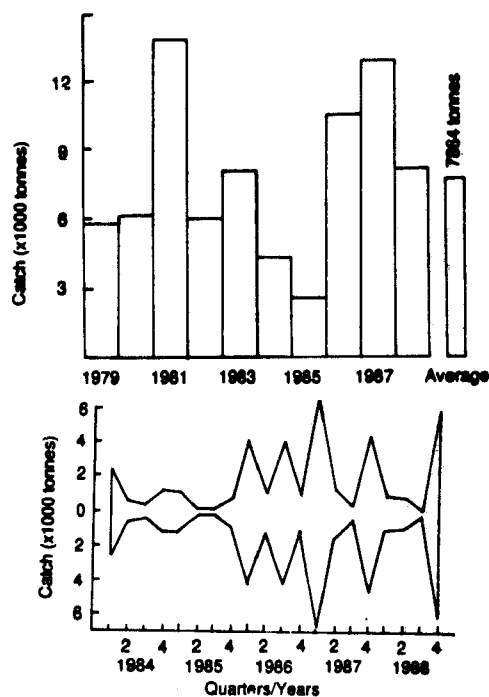 Catch (x1000 tonnes)
12
9
6
3
7864 tonnes
1979 1981 1983 1985 1987 Average
Catch (x1000 tonnes)
6
4
2
0
2
4
6
2 4 2 4 2 4 2 4 2 4
1984 1985 1986 1987 1988
Quarters/Years